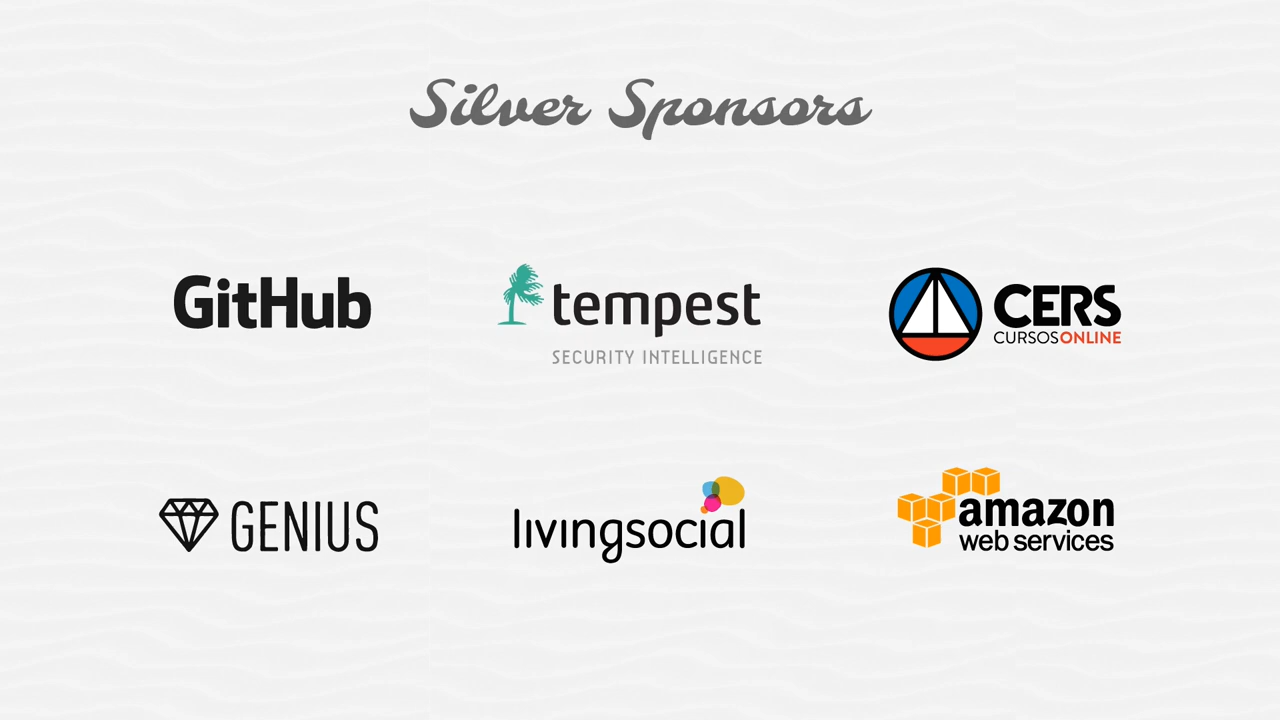 Silver Sponsors
GitHub
tempest
SECURITY INTELLIGENCE
CERS
CURSOSONLINE
GENIUS
livingsocial
amazon
web services